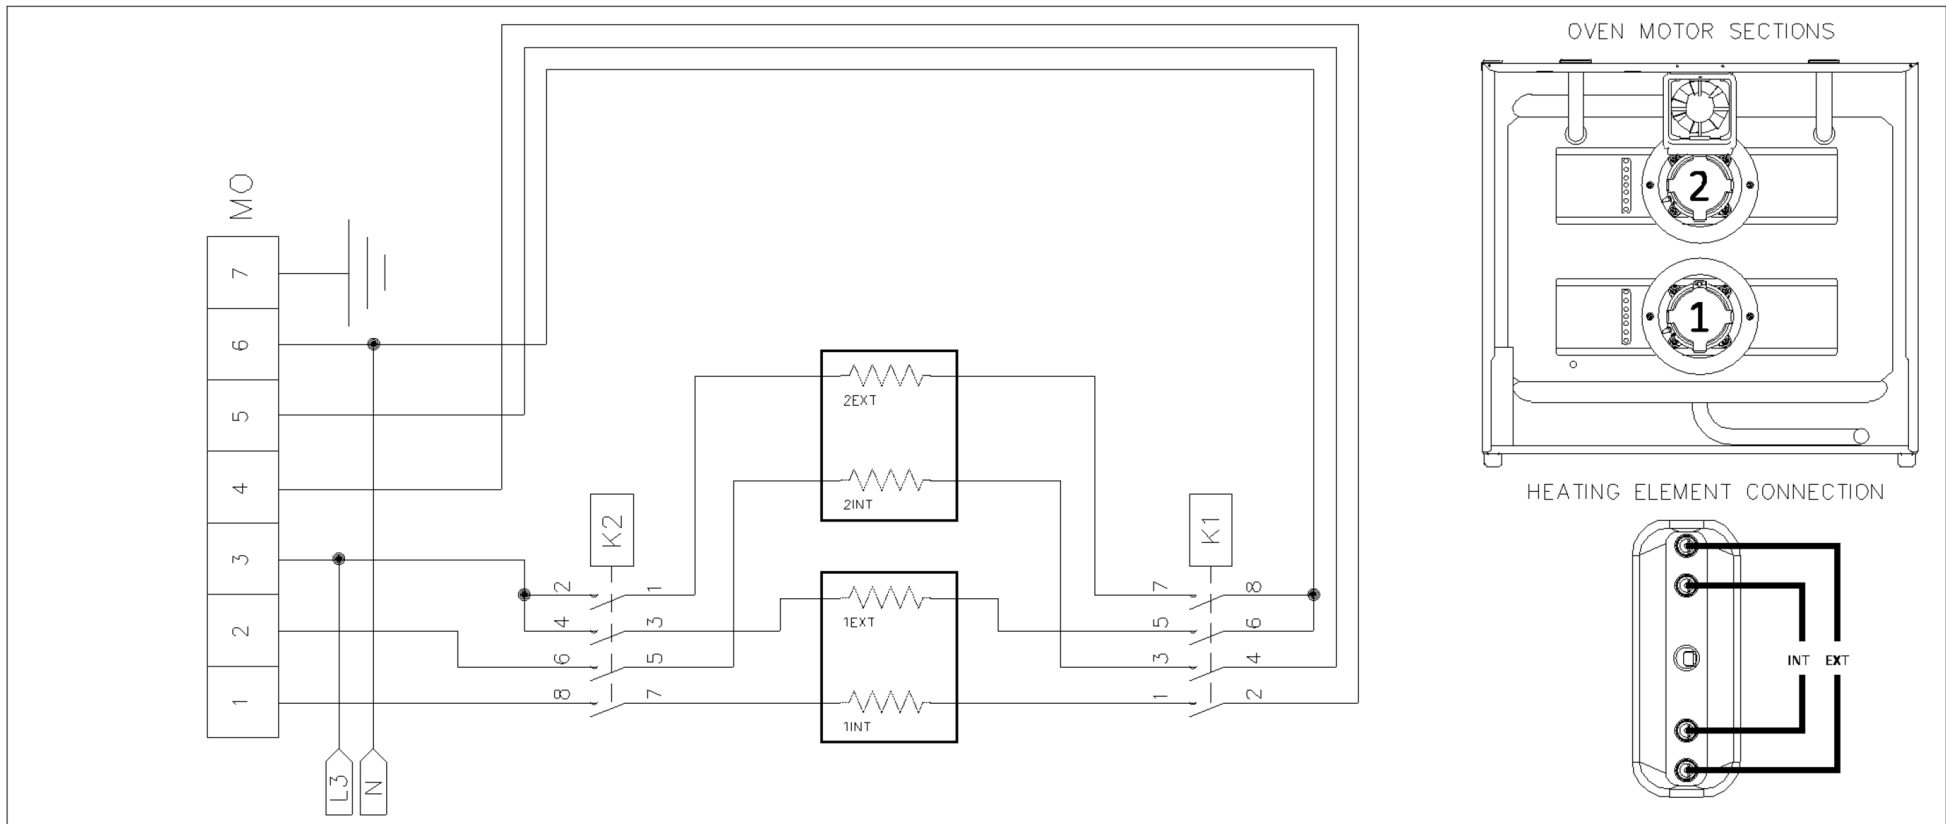 OVEN MOTOR SECTIONS
2
1
HEATING ELEMENT CONNECTION
INT EXT
MO
7
6
5
4
3
2
1
L3
N
K2
2 1
4 3
6 5
8 7
2EXT
2INT
1EXT
1INT
K1
7 8
5 6
3 4
1 2